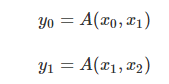 y₀ = A(x₀, x₁)
y₁ = A(x₁, x₂)